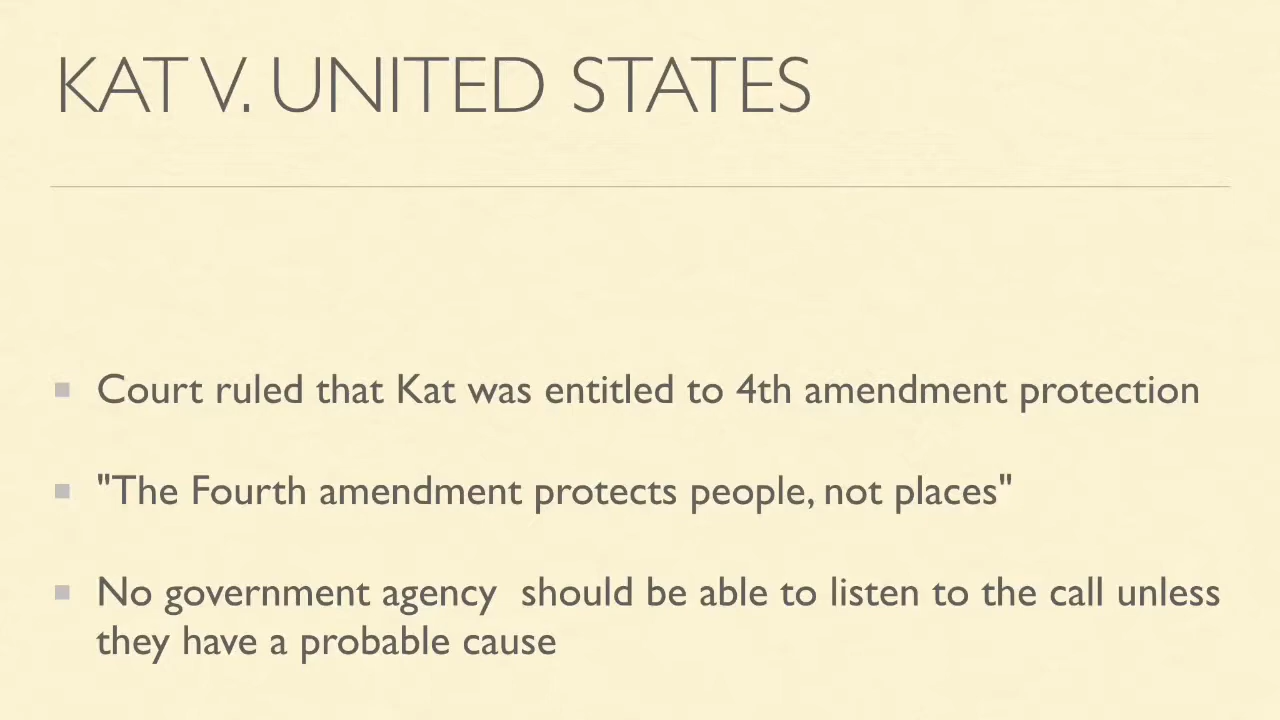 KAT V. UNITED STATES
Court ruled that Kat was entitled to 4th amendment protection
"The Fourth amendment protects people, not places"
No government agency  should be able to listen to the call unless
they have a probable cause